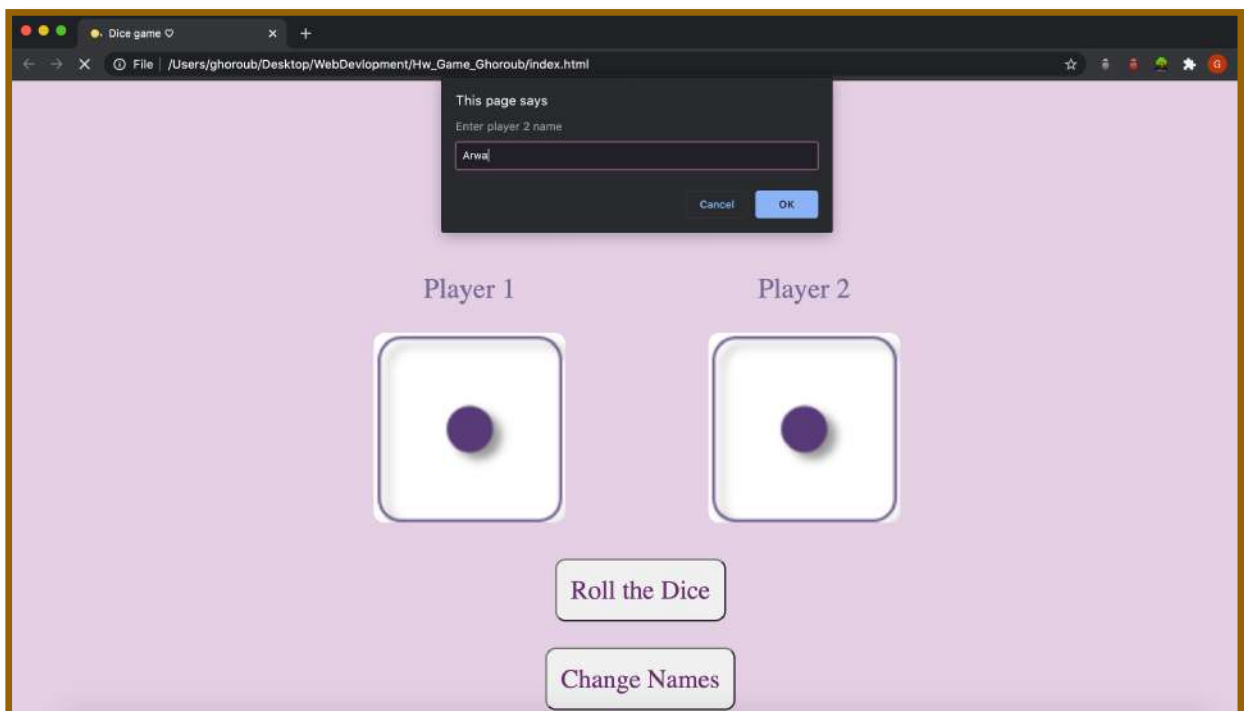 Dice game ♡
File | /Users/ghoroub/Desktop/WebDevlopment/Hw_Game_Ghoroub/index.html
G
This page says
Enter player 2 name
Arwa
Cancel OK
Player 1 Player 2
Roll the Dice
Change Names